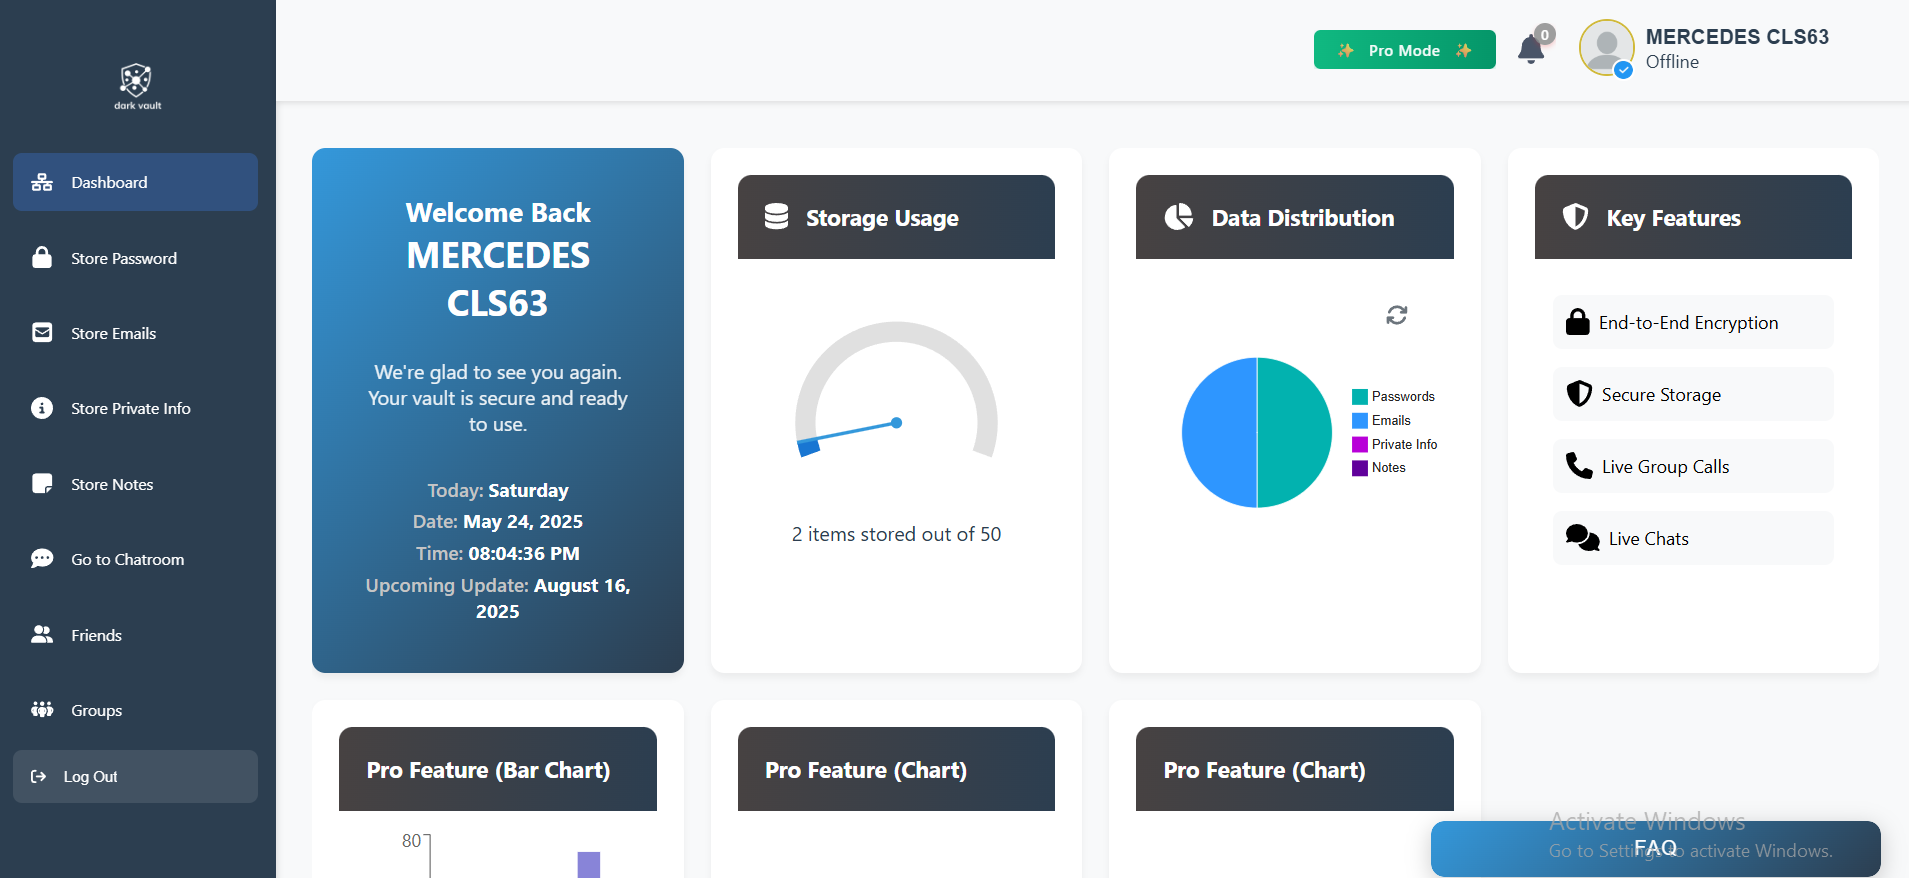 dark vault
Dashboard
Store Password
Store Emails
Store Private Info
Store Notes
Go to Chatroom
Friends
Groups
Log Out
✨ Pro Mode ✨
0
MERCEDES CLS63
Offline
Welcome Back
MERCEDES
CLS63
We're glad to see you again.
Your vault is secure and ready
to use.
Today: Saturday
Date: May 24, 2025
Time: 08:04:36 PM
Upcoming Update: August 16,
2025
Storage Usage
2 items stored out of 50
Data Distribution
Passwords
Emails
Private Info
Notes
Key Features
End-to-End Encryption
Secure Storage
Live Group Calls
Live Chats
Pro Feature (Bar Chart)
80
Pro Feature (Chart)
Pro Feature (Chart)
FAQ
Activate Windows
Go to Settings to activate Windows.